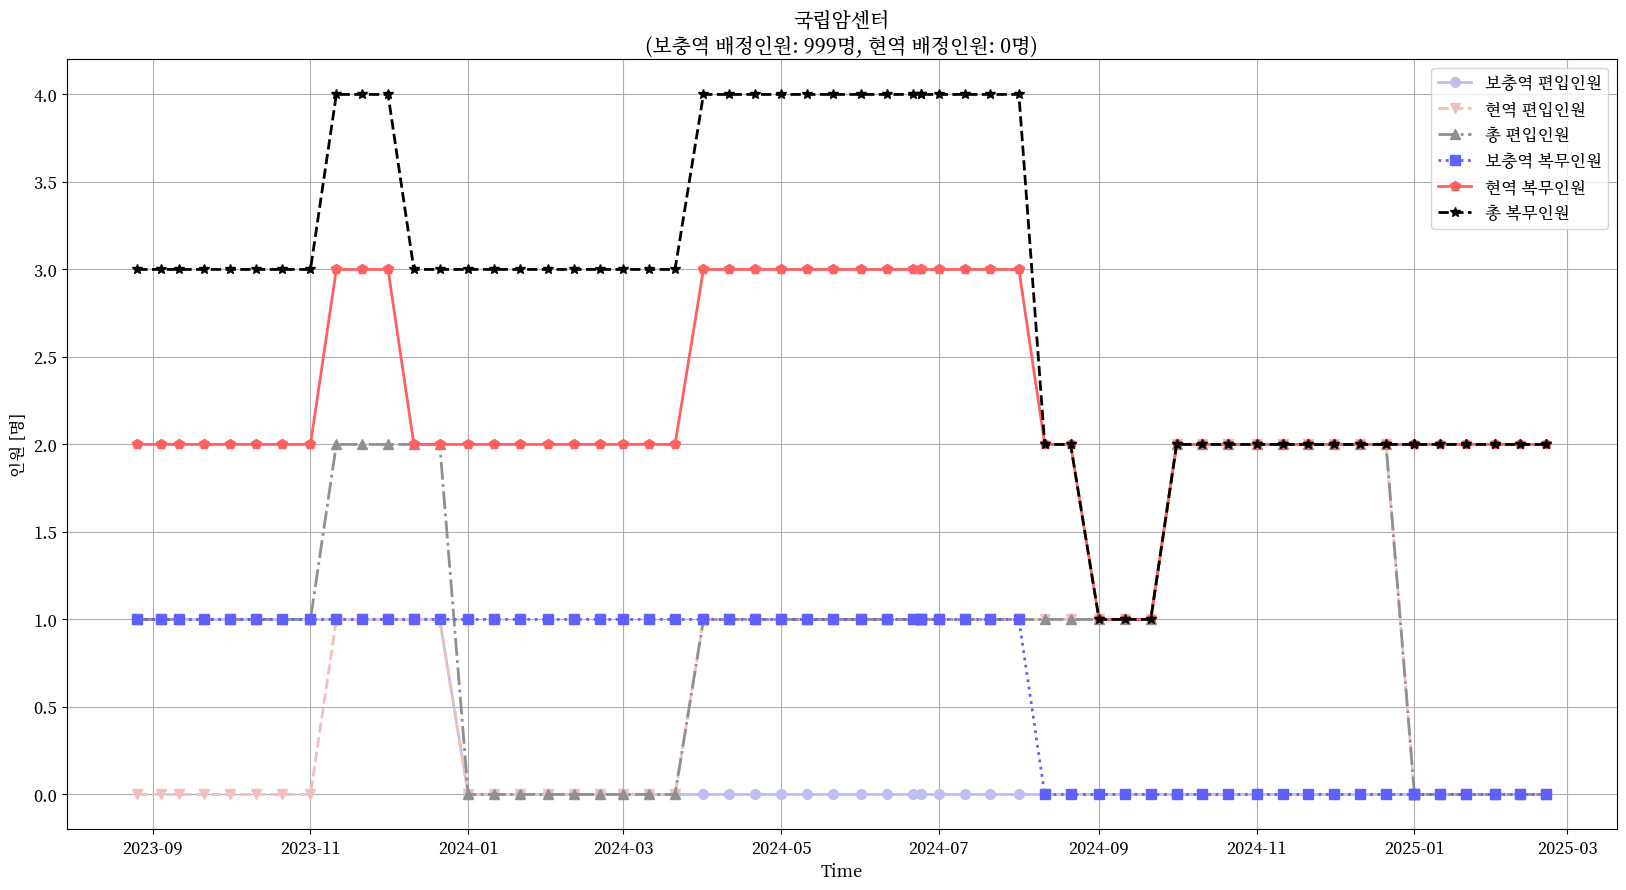 국립암센터
(보충역 배정인원: 999명, 현역 배정인원: 0명)
보충역 편입인원
현역 편입인원
총 편입인원
보충역 복무인원
현역 복무인원
총 복무인원
인원 [명]
4.0
3.5
3.0
2.5
2.0
1.5
1.0
0.5
0.0
2023-09
2023-11
2024-01
2024-03
2024-05
2024-07
2024-09
2024-11
2025-01
2025-03
Time